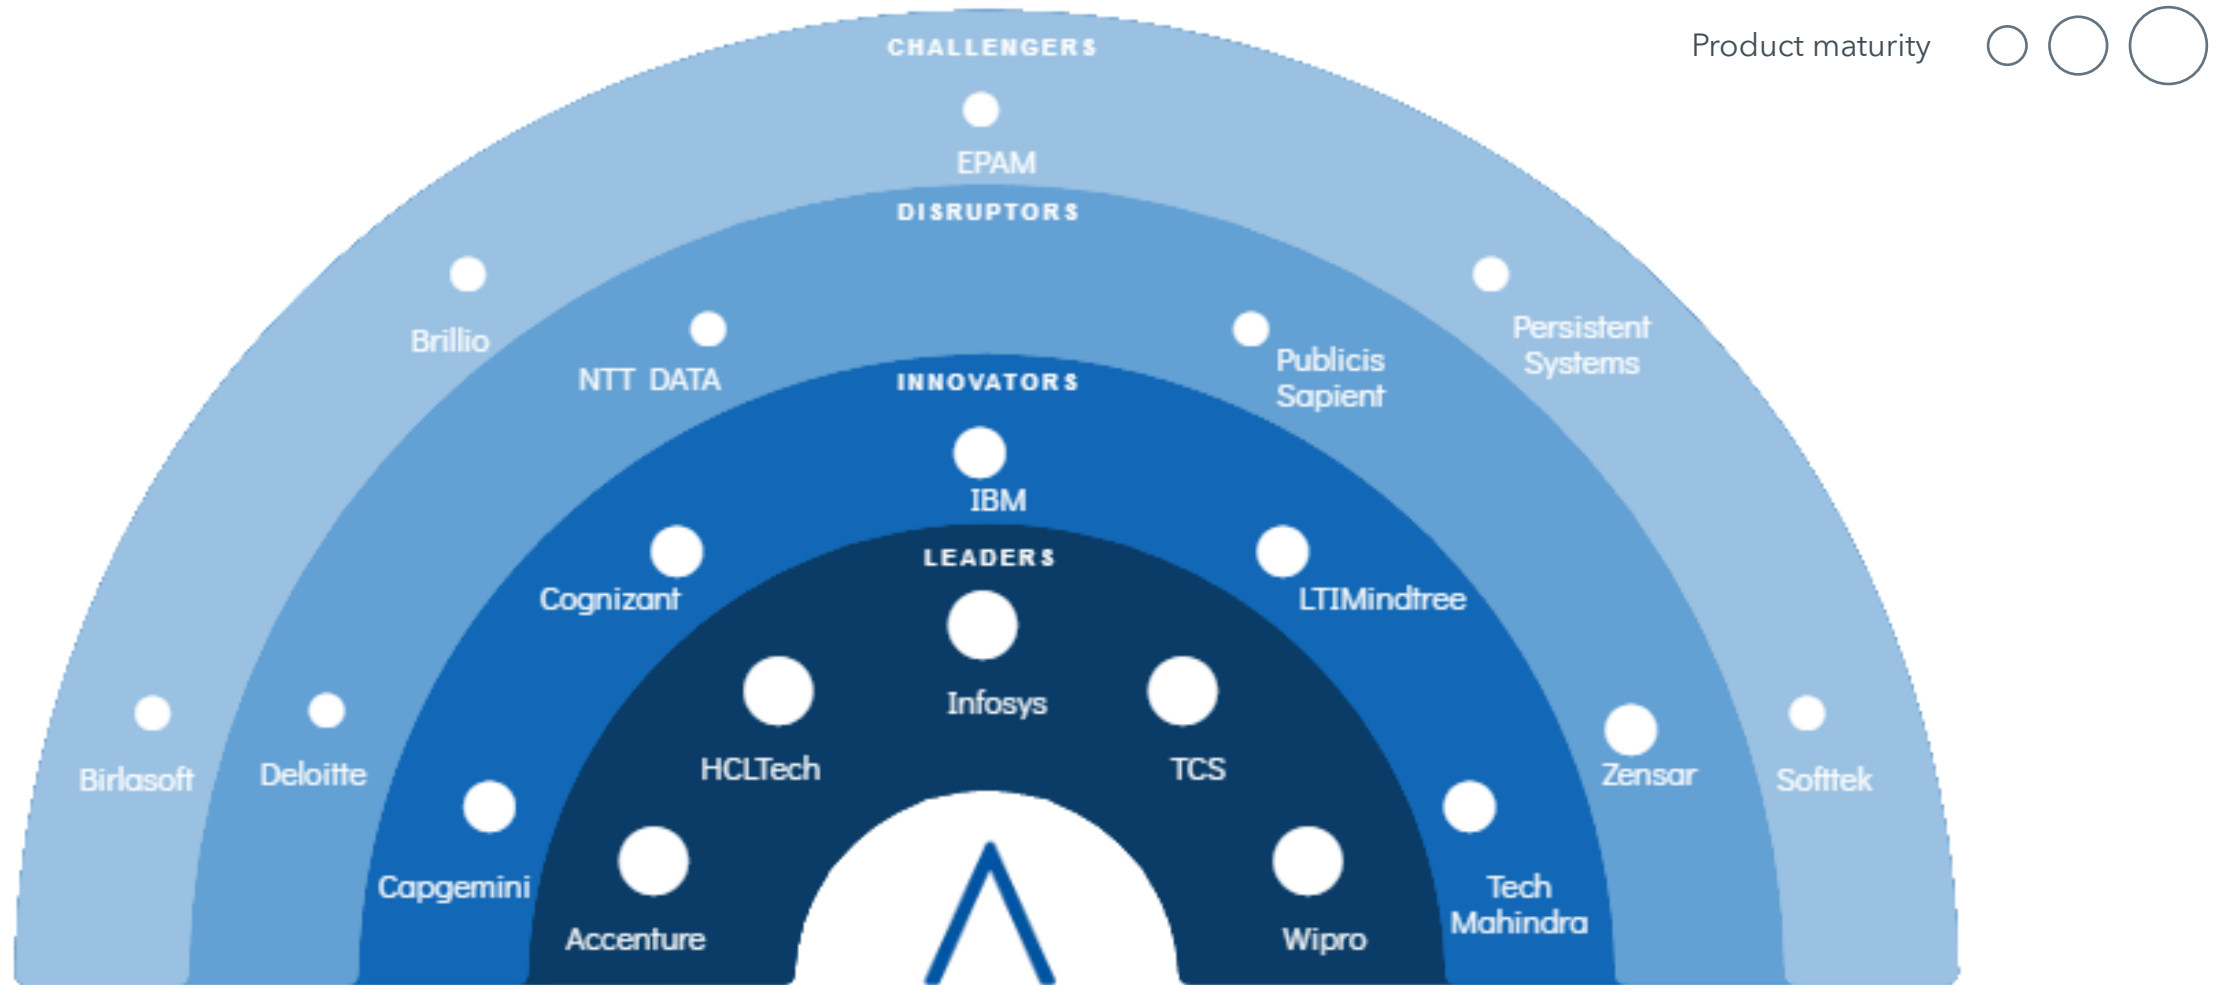 Product maturity
CHALLENGERS
EPAM
Brillio
Persistent
Systems
Birlasoft
Softtek
DISRUPTORS
NTT DATA
Publicis
Sapient
Deloitte
Zensar
INNOVATORS
IBM
Cognizant
LTIMindtree
Capgemini
Tech
Mahindra
LEADERS
Infosys
HCLTech
TCS
Accenture
Wipro